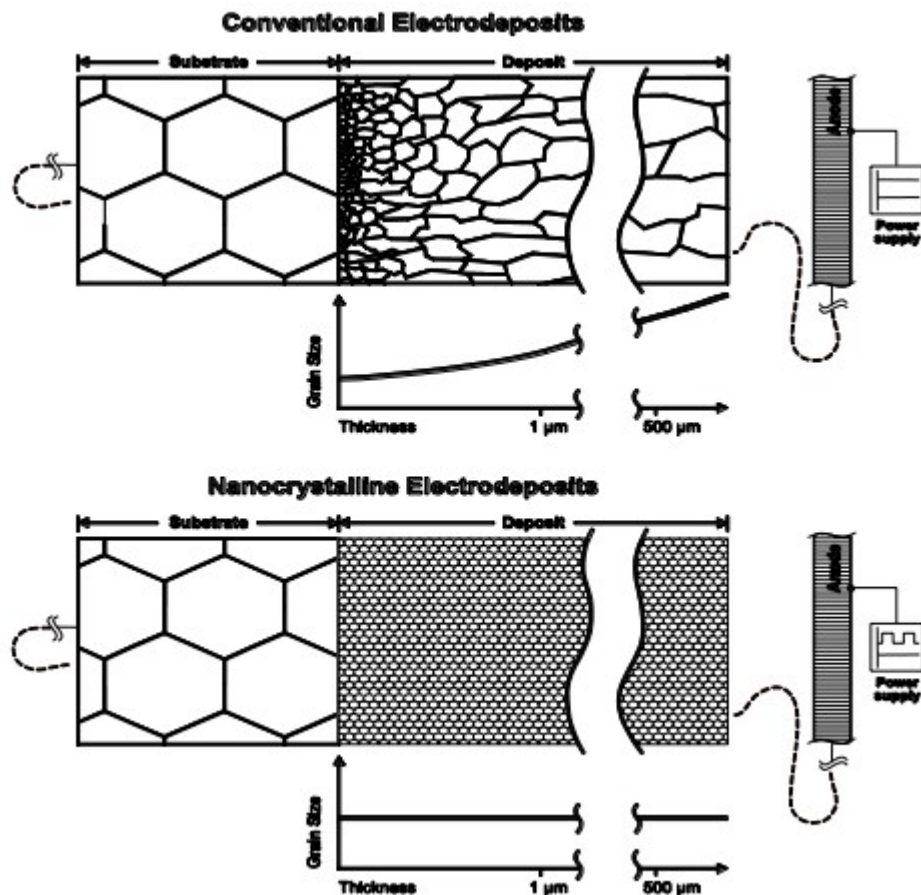 Conventional Electrodeposits
Substrate
Deposit
Anode
Power
supply
Grain Size
Thickness
1 µm
500 µm
Nanocrystalline Electrodeposits
Substrate
Deposit
Anode
Power
supply
Grain Size
Thickness
1 µm
500 µm